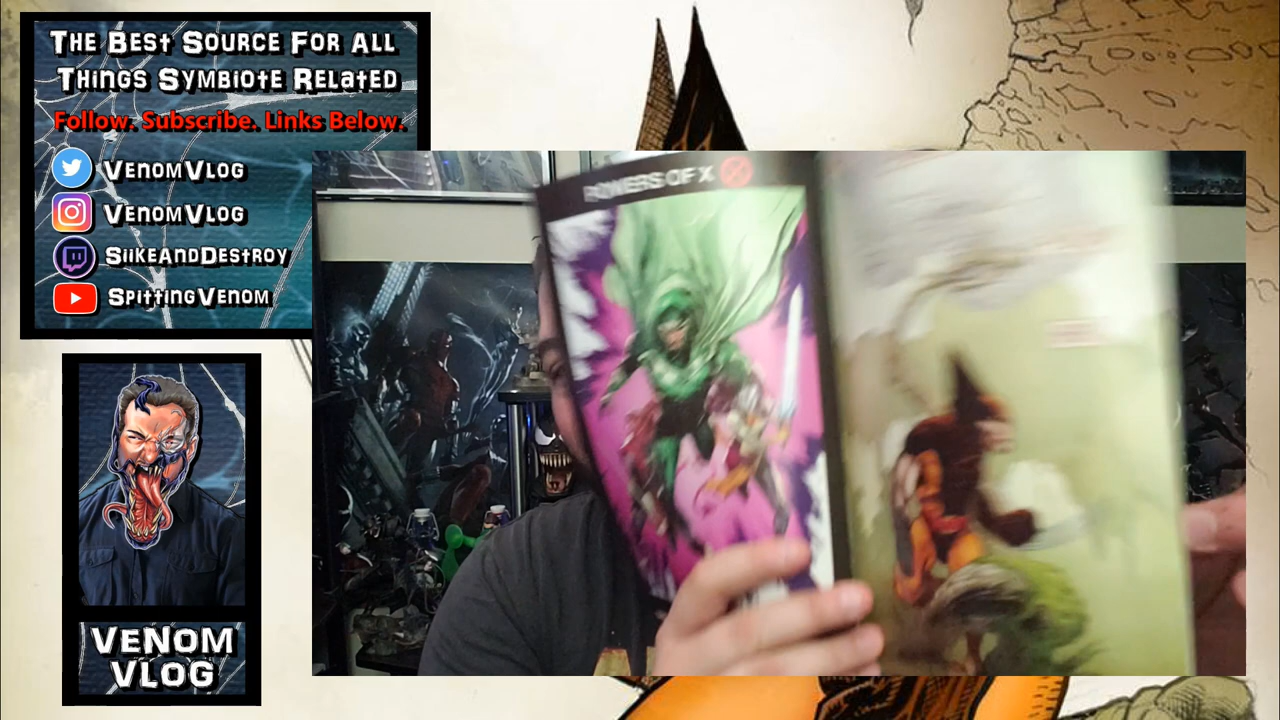 The Best Source For All
Things Symbiote Related
Follow. Subscribe. Links Below.
VenomVlog
VenomVlog
SiikeAndDestroy
SpittingVenom
POWERS OF X
VENOM
VLOG